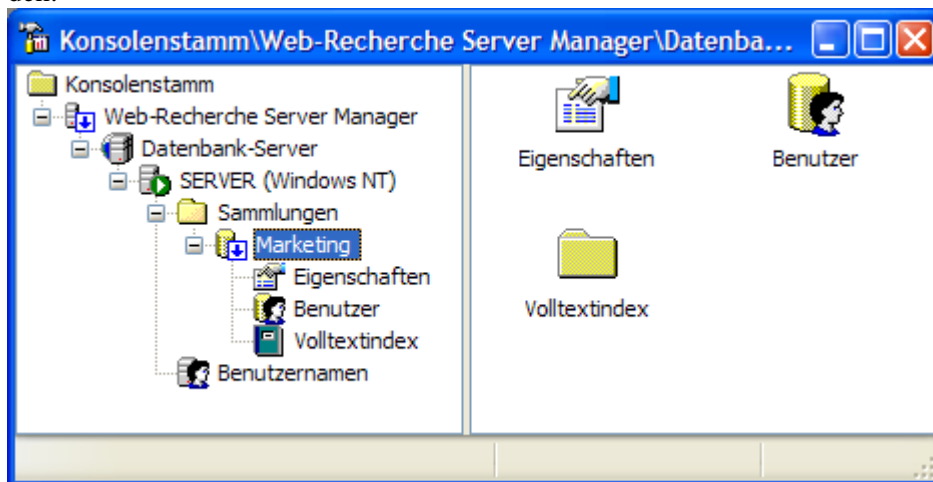 Konsolenstamm\Web-Recherche Server Manager\Datenba...
Konsolenstamm
Web-Recherche Server Manager
Datenbank-Server
SERVER (Windows NT)
Sammlungen
Marketing
Eigenschaften
Benutzer
Volltextindex
Benutzernamen
Eigenschaften
Benutzer
Volltextindex